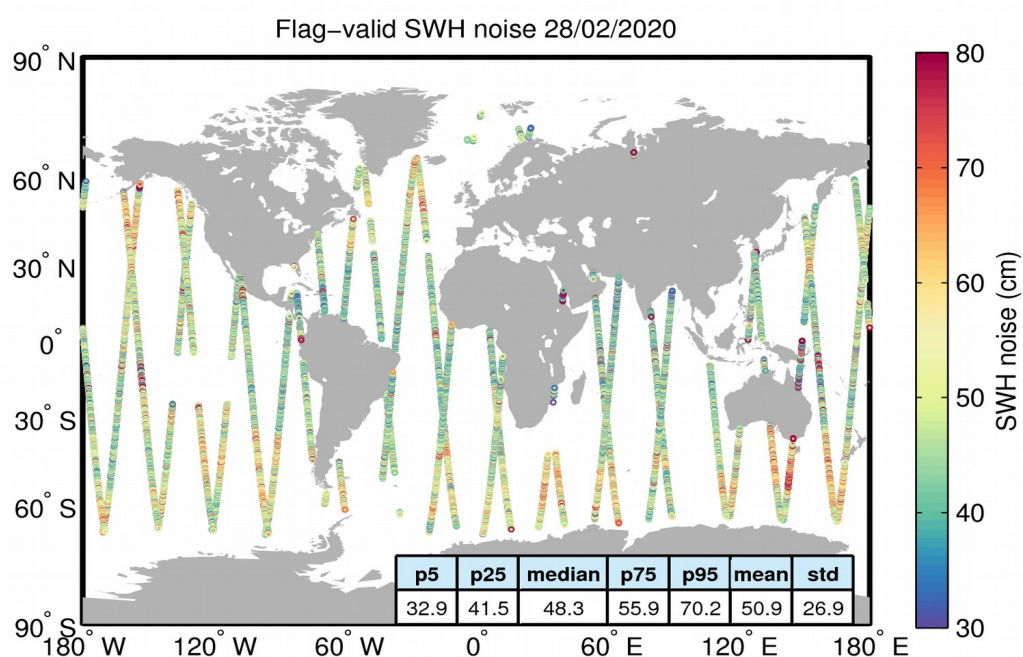 Flag−valid SWH noise 28/02/2020
90° N
60° N
30° N
0°
30° S
60° S
90° S
180° W
120° W
60° W
0°
60° E
120° E
180° E
80
70
60
50
40
30
SWH noise (cm)
p5 p25 median p75 p95 mean std
32.9 41.5 48.3 55.9 70.2 50.9 26.9